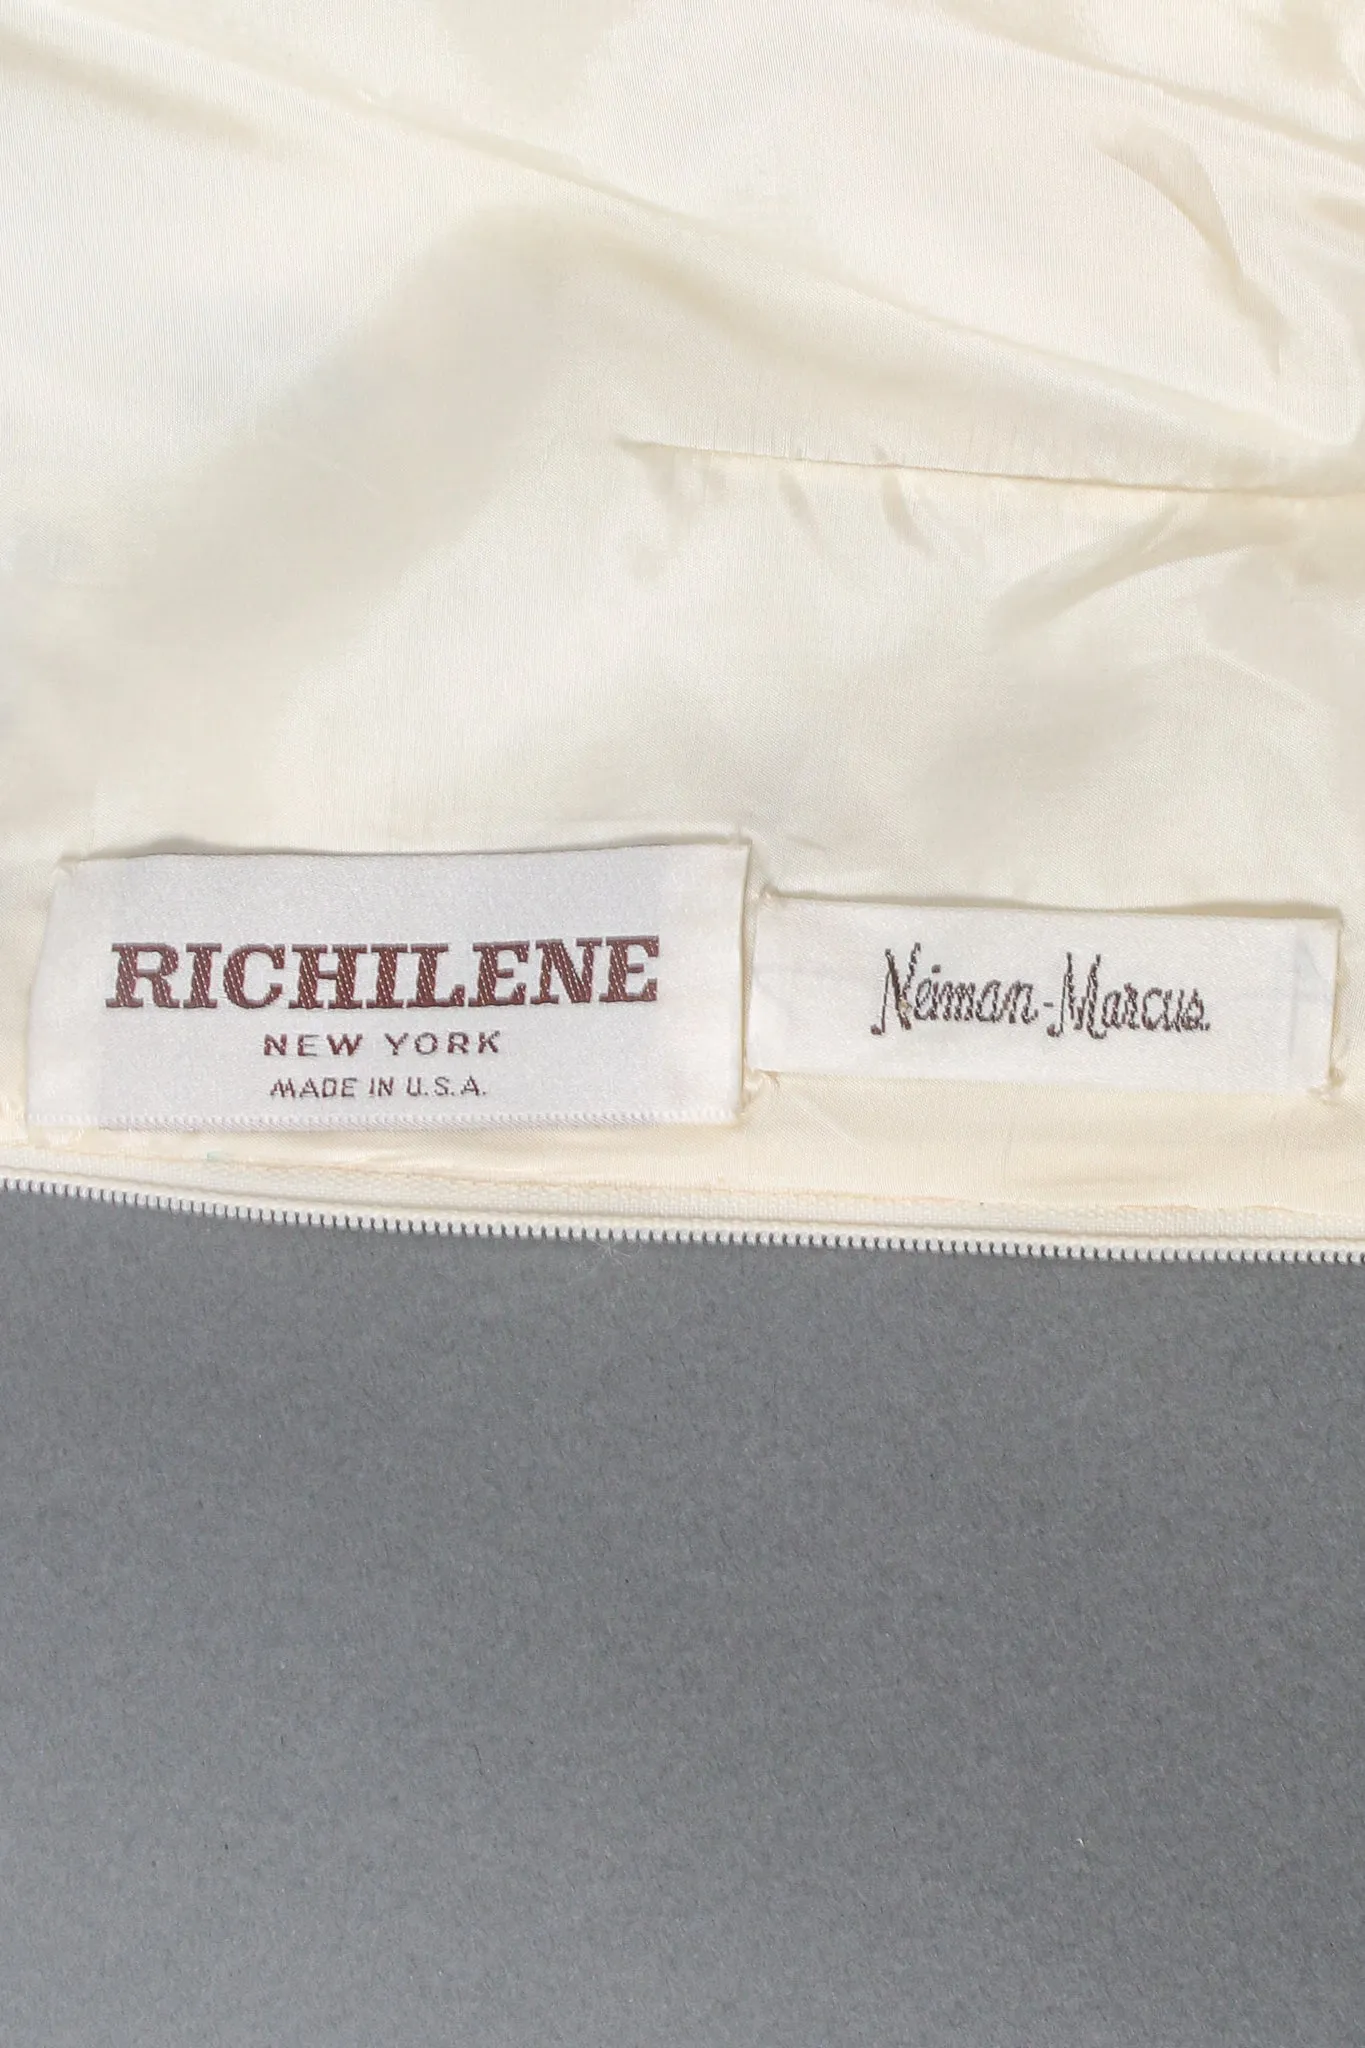 RICHILENE
NEW YORK
MADE IN U.S.A.
Neiman-Marcus